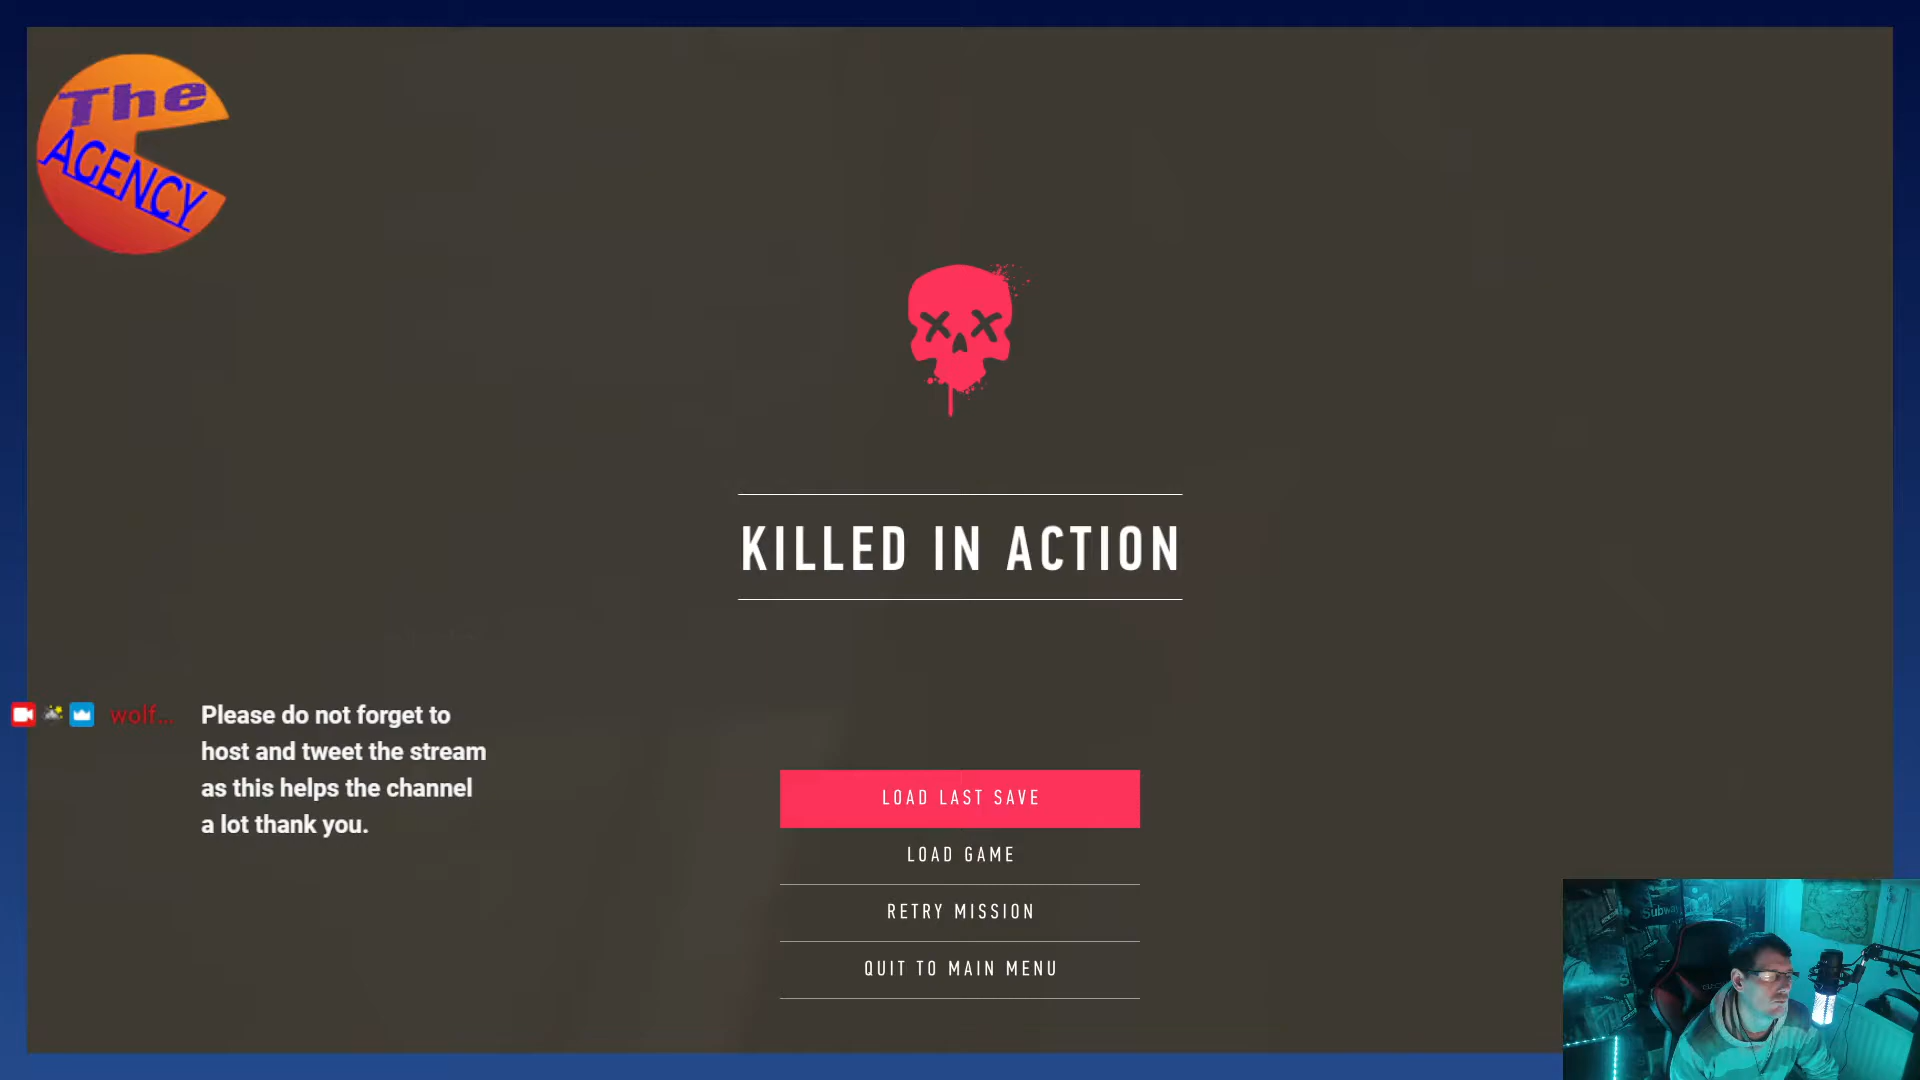 The
AGENCY
KILLED IN ACTION
wolf... Please do not forget to
host and tweet the stream
as this helps the channel
a lot thank you.
LOAD LAST SAVE
LOAD GAME
RETRY MISSION
QUIT TO MAIN MENU
Subway